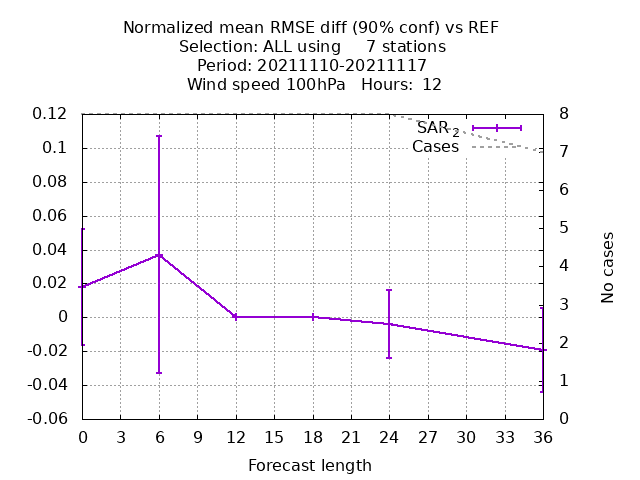 Normalized mean RMSE diff (90% conf) vs REF
Selection: ALL using     7 stations
Period: 20211110-20211117
Wind speed 100hPa   Hours:  12
0.12
0.1
0.08
0.06
0.04
0.02
0
-0.02
-0.04
-0.06
SAR_2
Cases
8
7
6
5
4
3
2
1
0
No cases
0 3 6 9 12 15 18 21 24 27 30 33 36
Forecast length